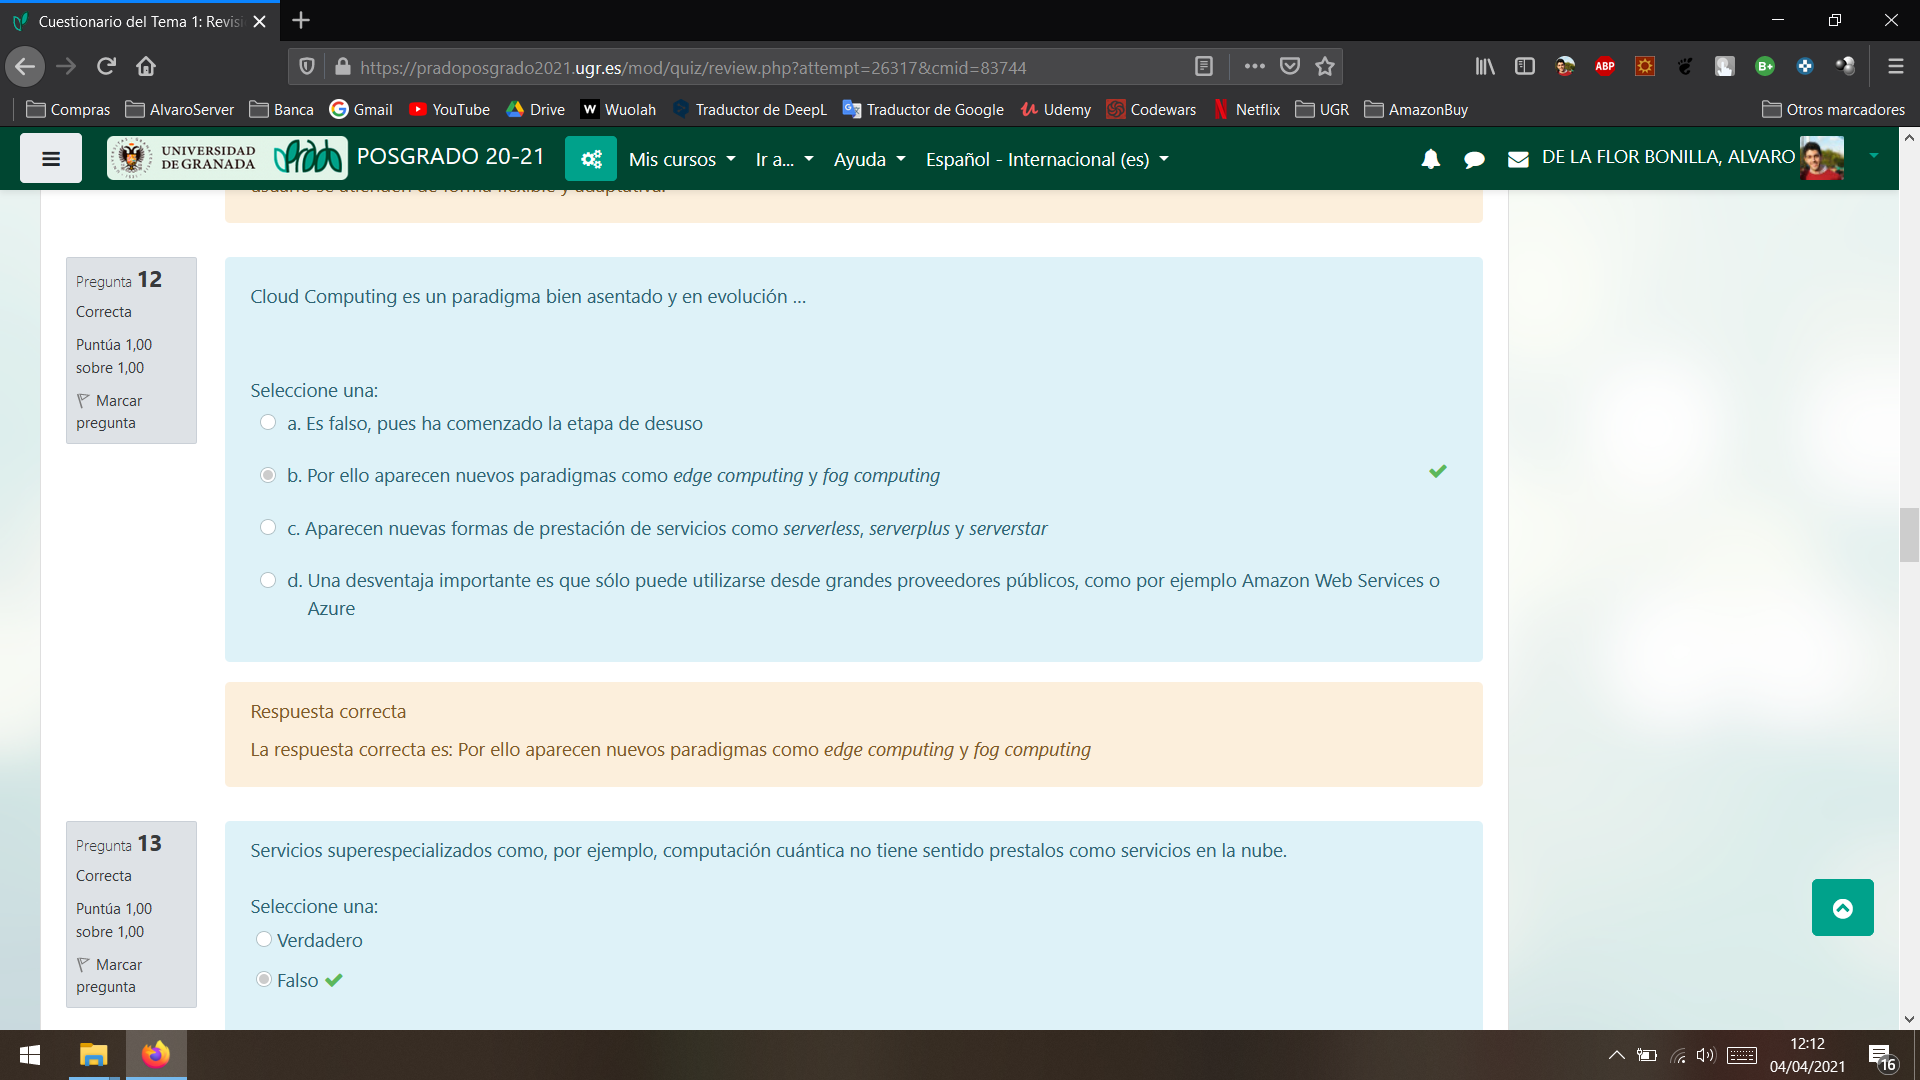 Cuestionario del Tema 1: Revisi
https://pradoposgrado2021.ugr.es/mod/quiz/review.php?attempt=26317&cmid=83744
ABP
B+
Compras
AlvaroServer
Banca
Gmail
YouTube
Drive
W Wuolah
Traductor de DeepL
Traductor de Google
Udemy
Codewars
Netflix
UGR
AmazonBuy
Otros marcadores
UNIVERSIDAD
DE GRANADA
Prado
POSGRADO 20-21
Mis cursos
Ir a...
Ayuda
Español - Internacional (es)
DE LA FLOR BONILLA, ALVARO
usuario se atienden de forma flexible y adaptativa.
Pregunta 12
Correcta
Puntúa 1,00
sobre 1,00
Marcar
pregunta
Cloud Computing es un paradigma bien asentado y en evolución ...
Seleccione una:
a. Es falso, pues ha comenzado la etapa de desuso
b. Por ello aparecen nuevos paradigmas como edge computing y fog computing
c. Aparecen nuevas formas de prestación de servicios como serverless, serverplus y serverstar
d. Una desventaja importante es que sólo puede utilizarse desde grandes proveedores públicos, como por ejemplo Amazon Web Services o
Azure
Respuesta correcta
La respuesta correcta es: Por ello aparecen nuevos paradigmas como edge computing y fog computing
Pregunta 13
Correcta
Puntúa 1,00
sobre 1,00
Marcar
pregunta
Servicios superespecializados como, por ejemplo, computación cuántica no tiene sentido prestalos como servicios en la nube.
Seleccione una:
Verdadero
Falso
12:12
04/04/2021
16